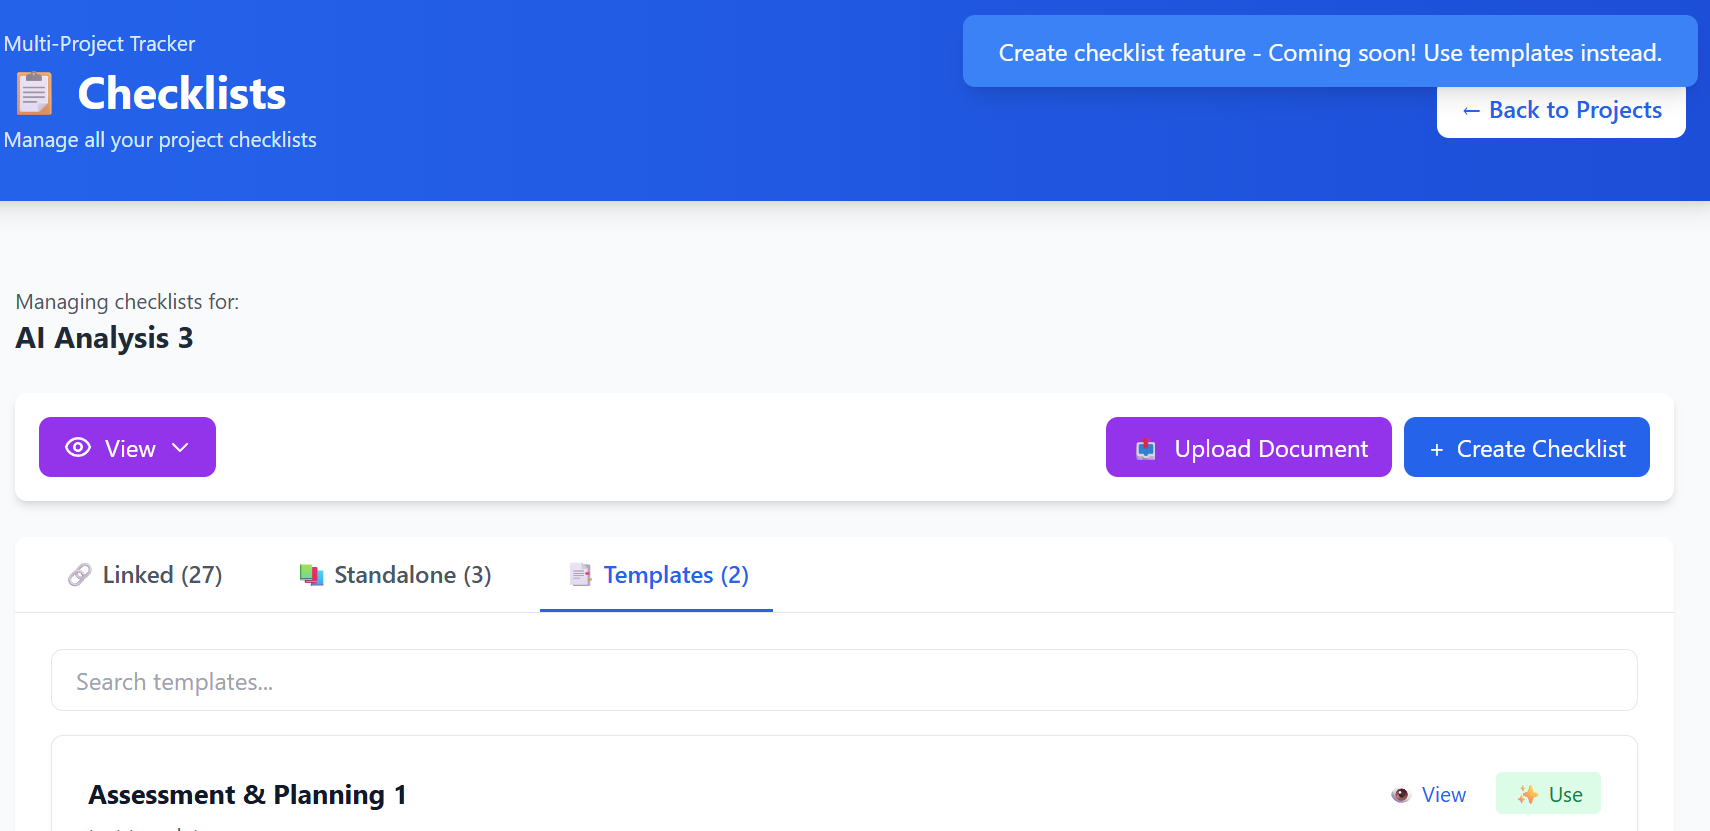 Multi-Project Tracker
Checklists
Manage all your project checklists
Create checklist feature - Coming soon! Use templates instead.
← Back to Projects
Managing checklists for:
AI Analysis 3
View
Upload Document
+ Create Checklist
Linked (27)
Standalone (3)
Templates (2)
Search templates...
Assessment & Planning 1
View
Use